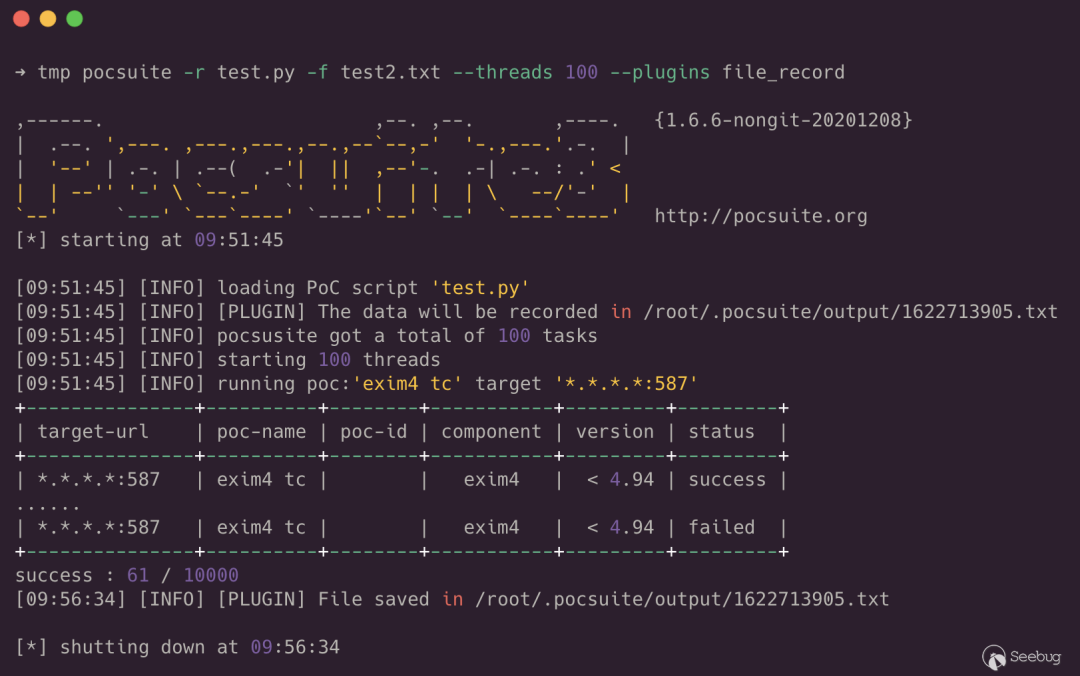 → tmp pocsuite -r test.py -f test2.txt --threads 100 --plugins file_record
,------.                        ,--. ,--.       ,----.   {1.6.6-nongit-20201208}
|  .--. ',---. ,---.,---.,--.,--`--,-'  '-.,---.'.-.  |
|  '--' | .-. | .--(  .-'|  ||  ,--'-.  .-| .-. : .' <
|  | --'' '-' \ `--.-'  `'  ''  |  | |  | \   --/'-'  |
`--'     `---' `---`----' `----'`--' `--'  `----`----'   http://pocsuite.org
[*] starting at 09:51:45
[09:51:45] [INFO] loading PoC script 'test.py'
[09:51:45] [INFO] [PLUGIN] The data will be recorded in /root/.pocsuite/output/1622713905.txt
[09:51:45] [INFO] pocsusite got a total of 100 tasks
[09:51:45] [INFO] starting 100 threads
[09:51:45] [INFO] running poc:'exim4 tc' target '*.*.*.*:587'
+---------------+----------+--------+-----------+---------+---------+
| target-url    | poc-name | poc-id | component | version | status  |
+---------------+----------+--------+-----------+---------+---------+
| *.*.*.*:587   | exim4 tc |        |   exim4   |  < 4.94 | success |
......
| *.*.*.*:587   | exim4 tc |        |   exim4   |  < 4.94 | failed  |
+---------------+----------+--------+-----------+---------+---------+
success : 61 / 10000
[09:56:34] [INFO] [PLUGIN] File saved in /root/.pocsuite/output/1622713905.txt
[*] shutting down at 09:56:34
Seebug